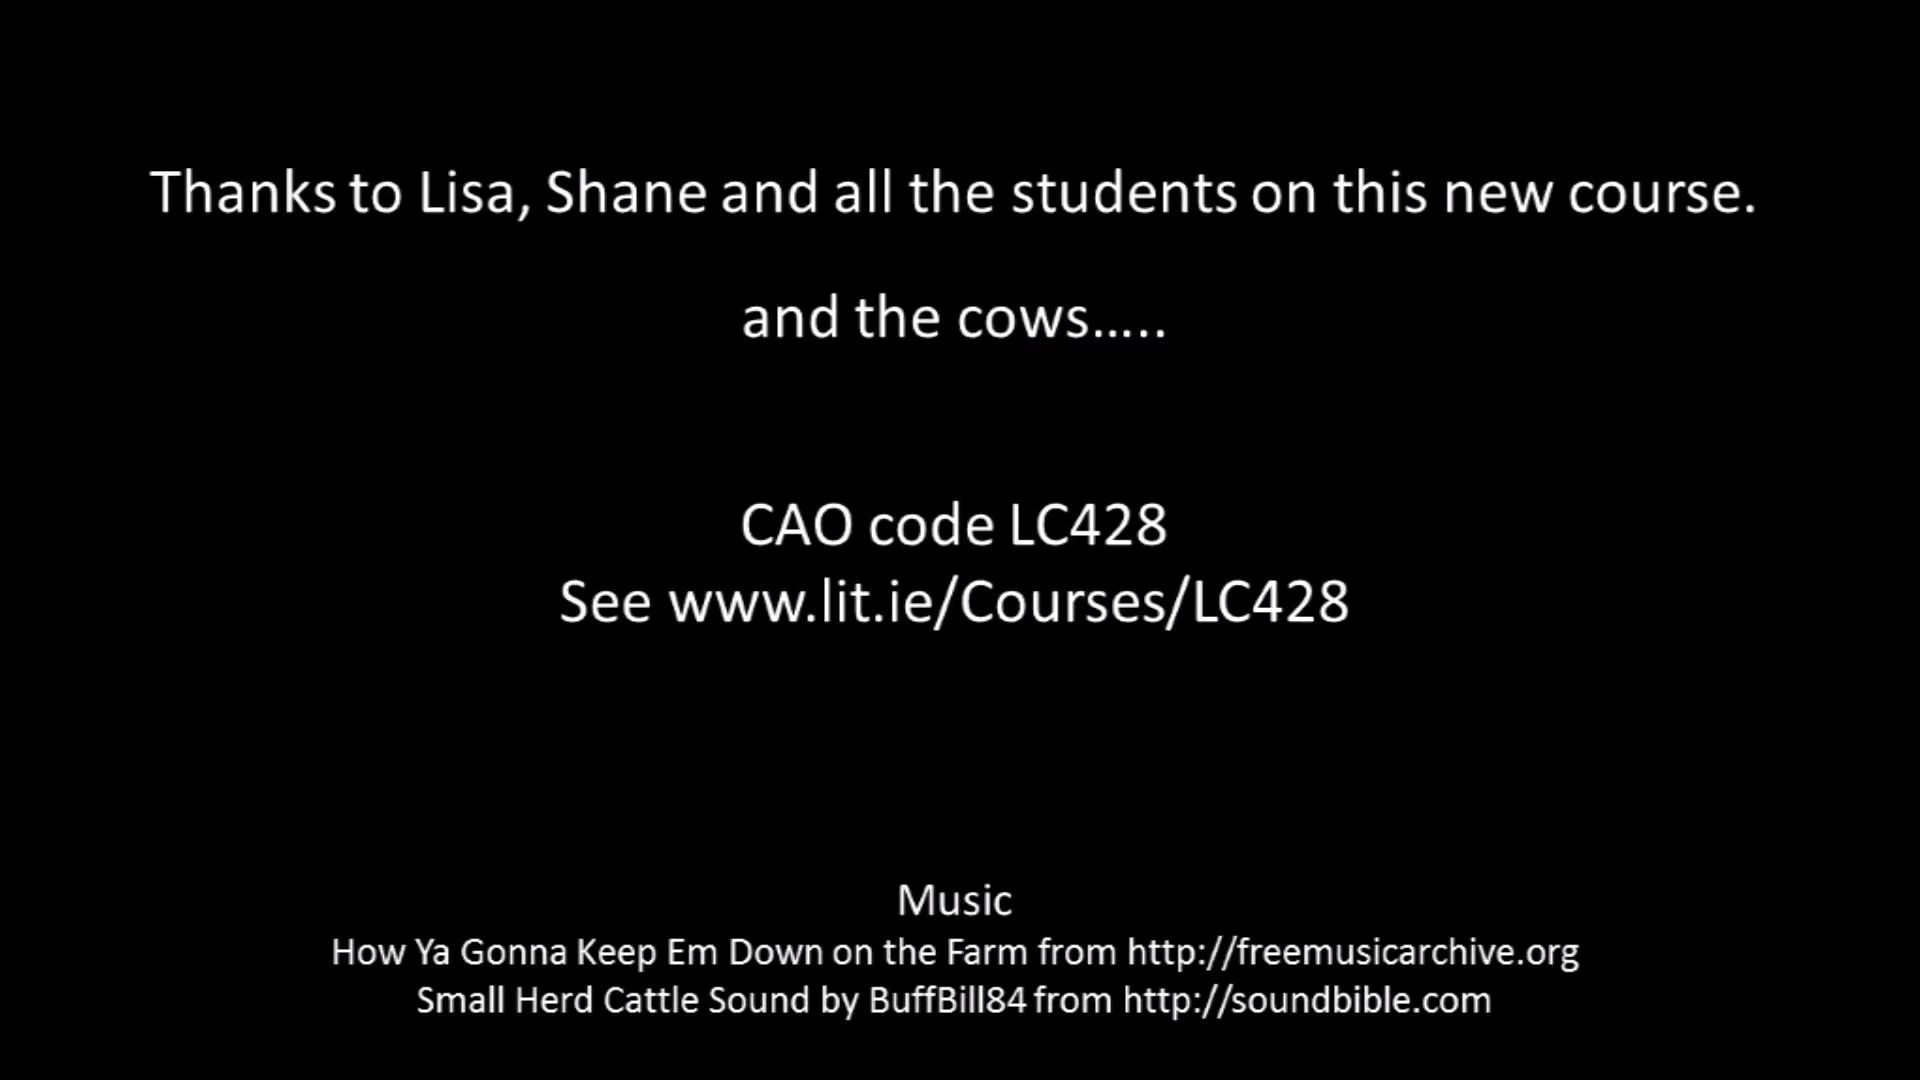 Thanks to Lisa, Shane and all the students on this new course.
and the cows.....
CAO code LC428
See www.lit.ie/Courses/LC428
Music
How Ya Gonna Keep Em Down on the Farm from http://freemusicarchive.org
Small Herd Cattle Sound by BuffBill84 from http://soundbible.com